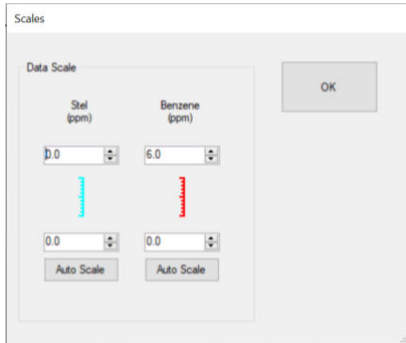 Scales
Data Scale
Stel Benzene
(ppm) (ppm)
OK
0.0 6.0
0.0 0.0
Auto Scale Auto Scale